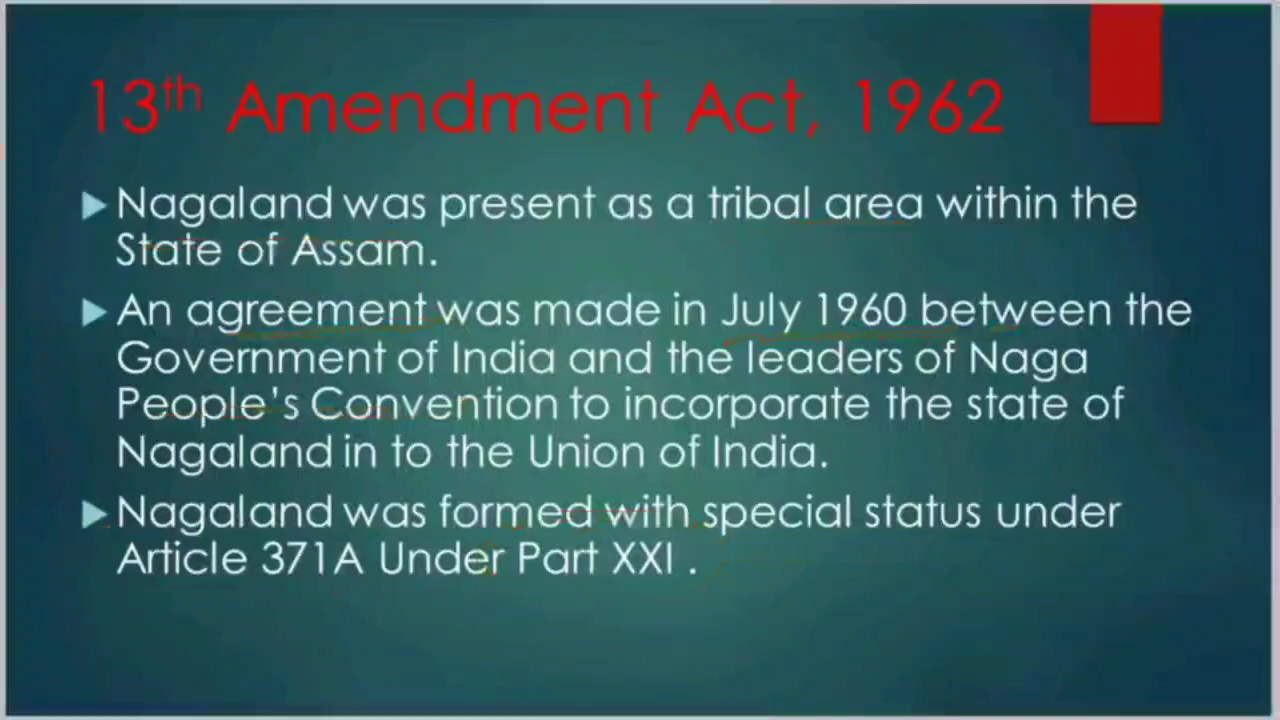 13th Amendment Act, 1962
Nagaland was present as a tribal area within the
State of Assam.
An agreement was made in July 1960 between the
Government of India and the leaders of Naga
People's Convention to incorporate the state of
Nagaland in to the Union of India.
Nagaland was formed with special status under
Article 371A Under Part XXI .